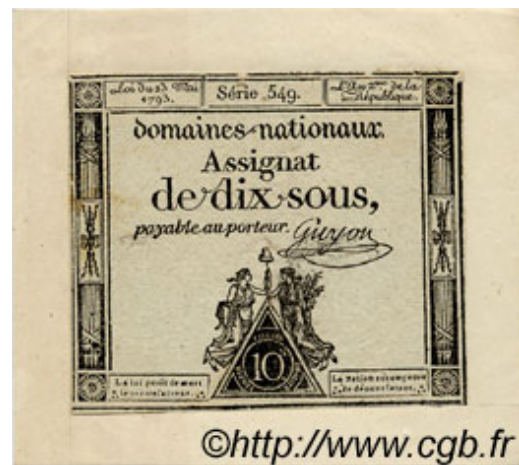 Loi du 23 Mai
1793.
Série 549.
L'An 2me de la
République.
Domaines nationaux.
Assignat
de dix sous,
payable au porteur. Guyon
10
La loi punit de mort
le contrefacteur.
La Nation récompense
le dénonciateur.
©http://www.cgb.fr